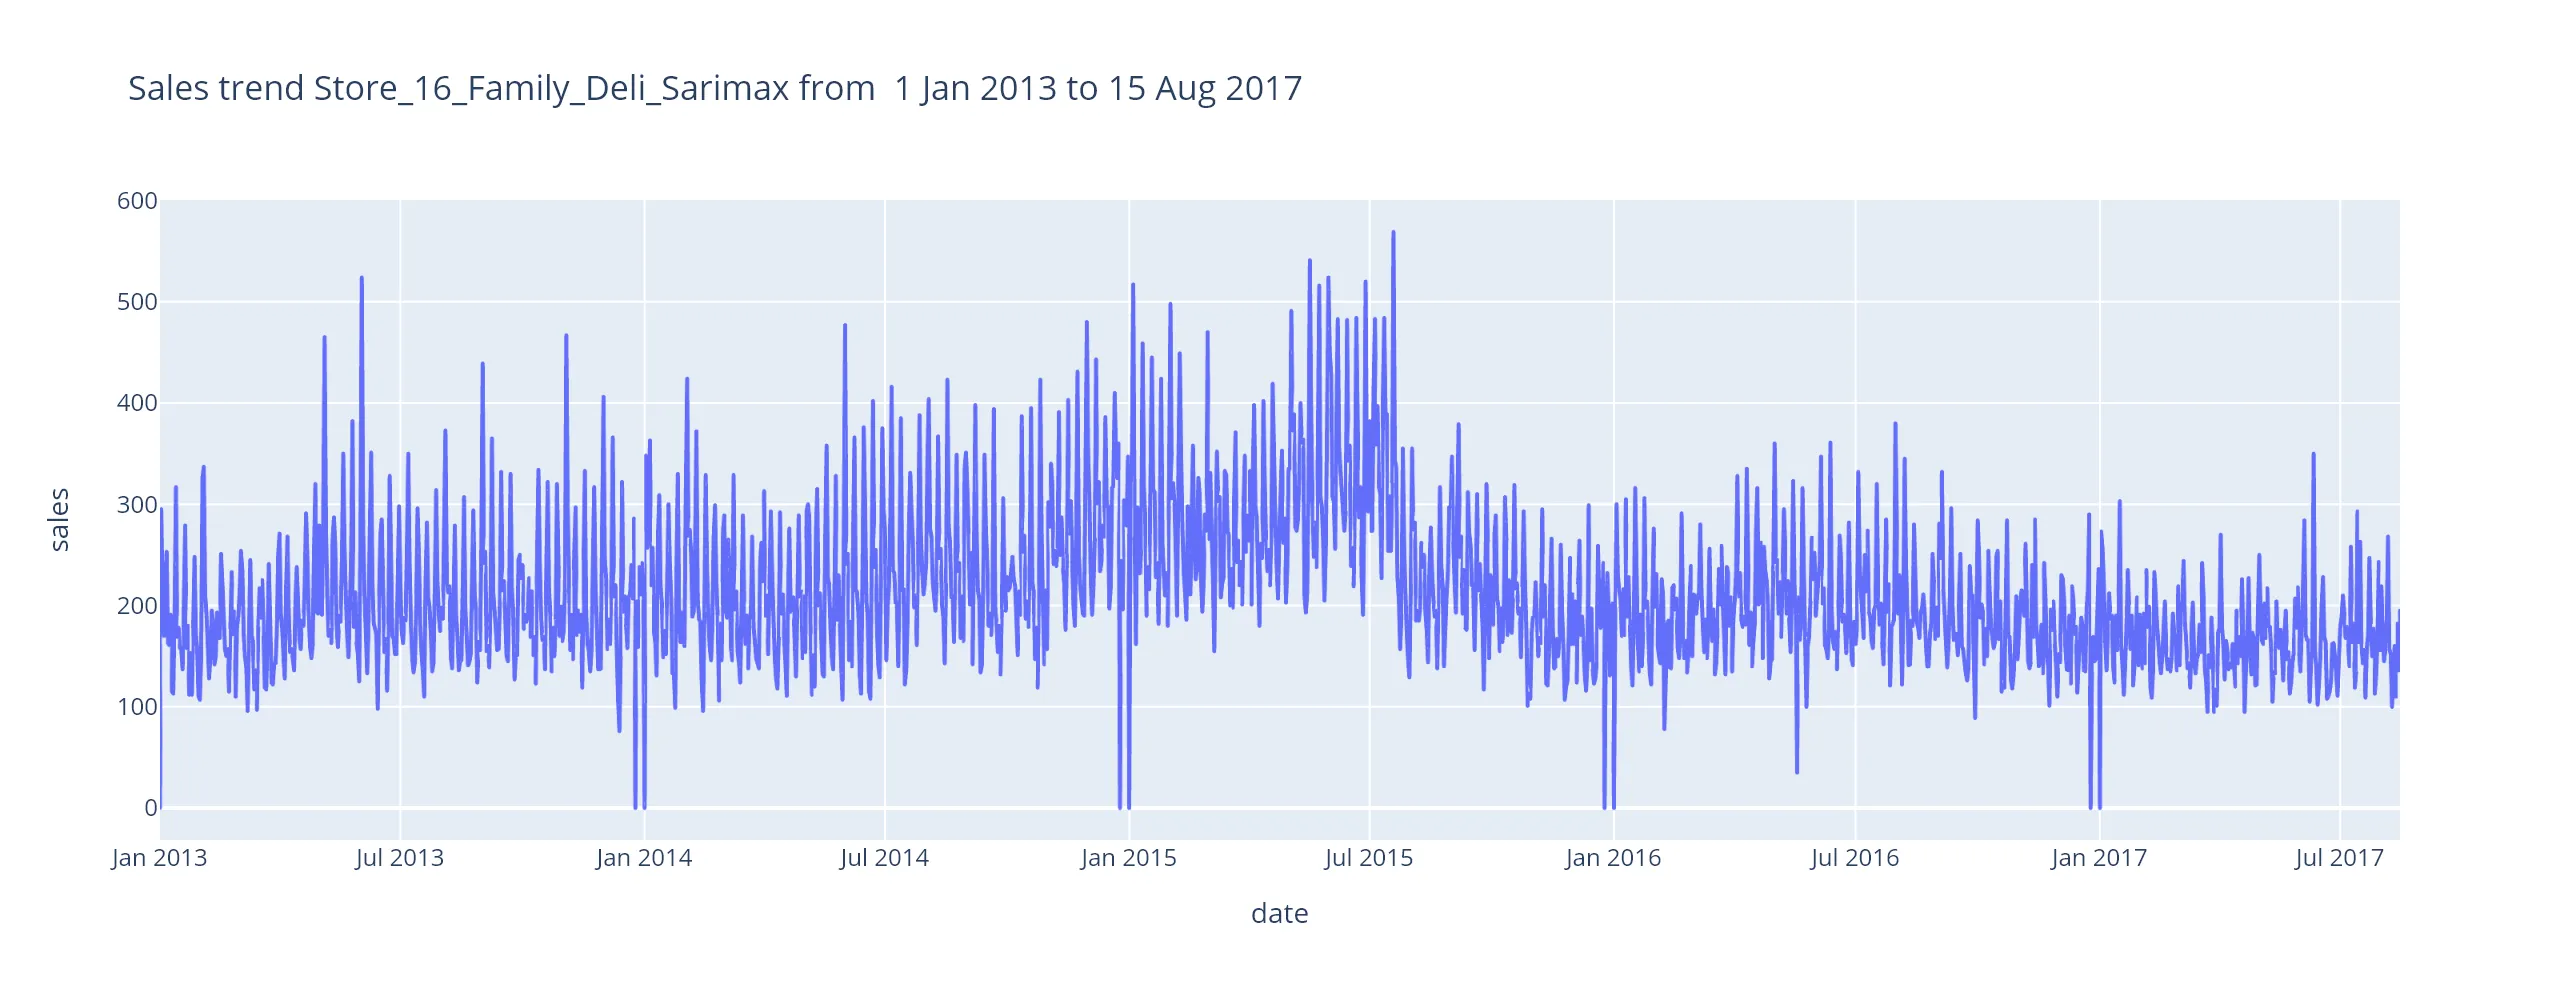 Sales trend Store_16_Family_Deli_Sarimax from  1 Jan 2013 to 15 Aug 2017
600
500
400
300
200
100
0
sales
Jan 2013 Jul 2013 Jan 2014 Jul 2014 Jan 2015 Jul 2015 Jan 2016 Jul 2016 Jan 2017 Jul 2017
date